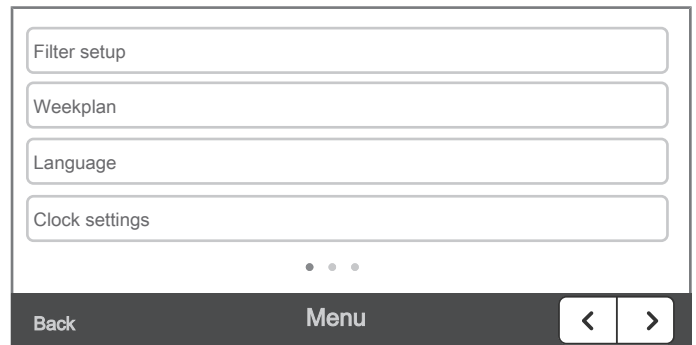 Filter setup
Weekplan
Language
Clock settings
Back
Menu